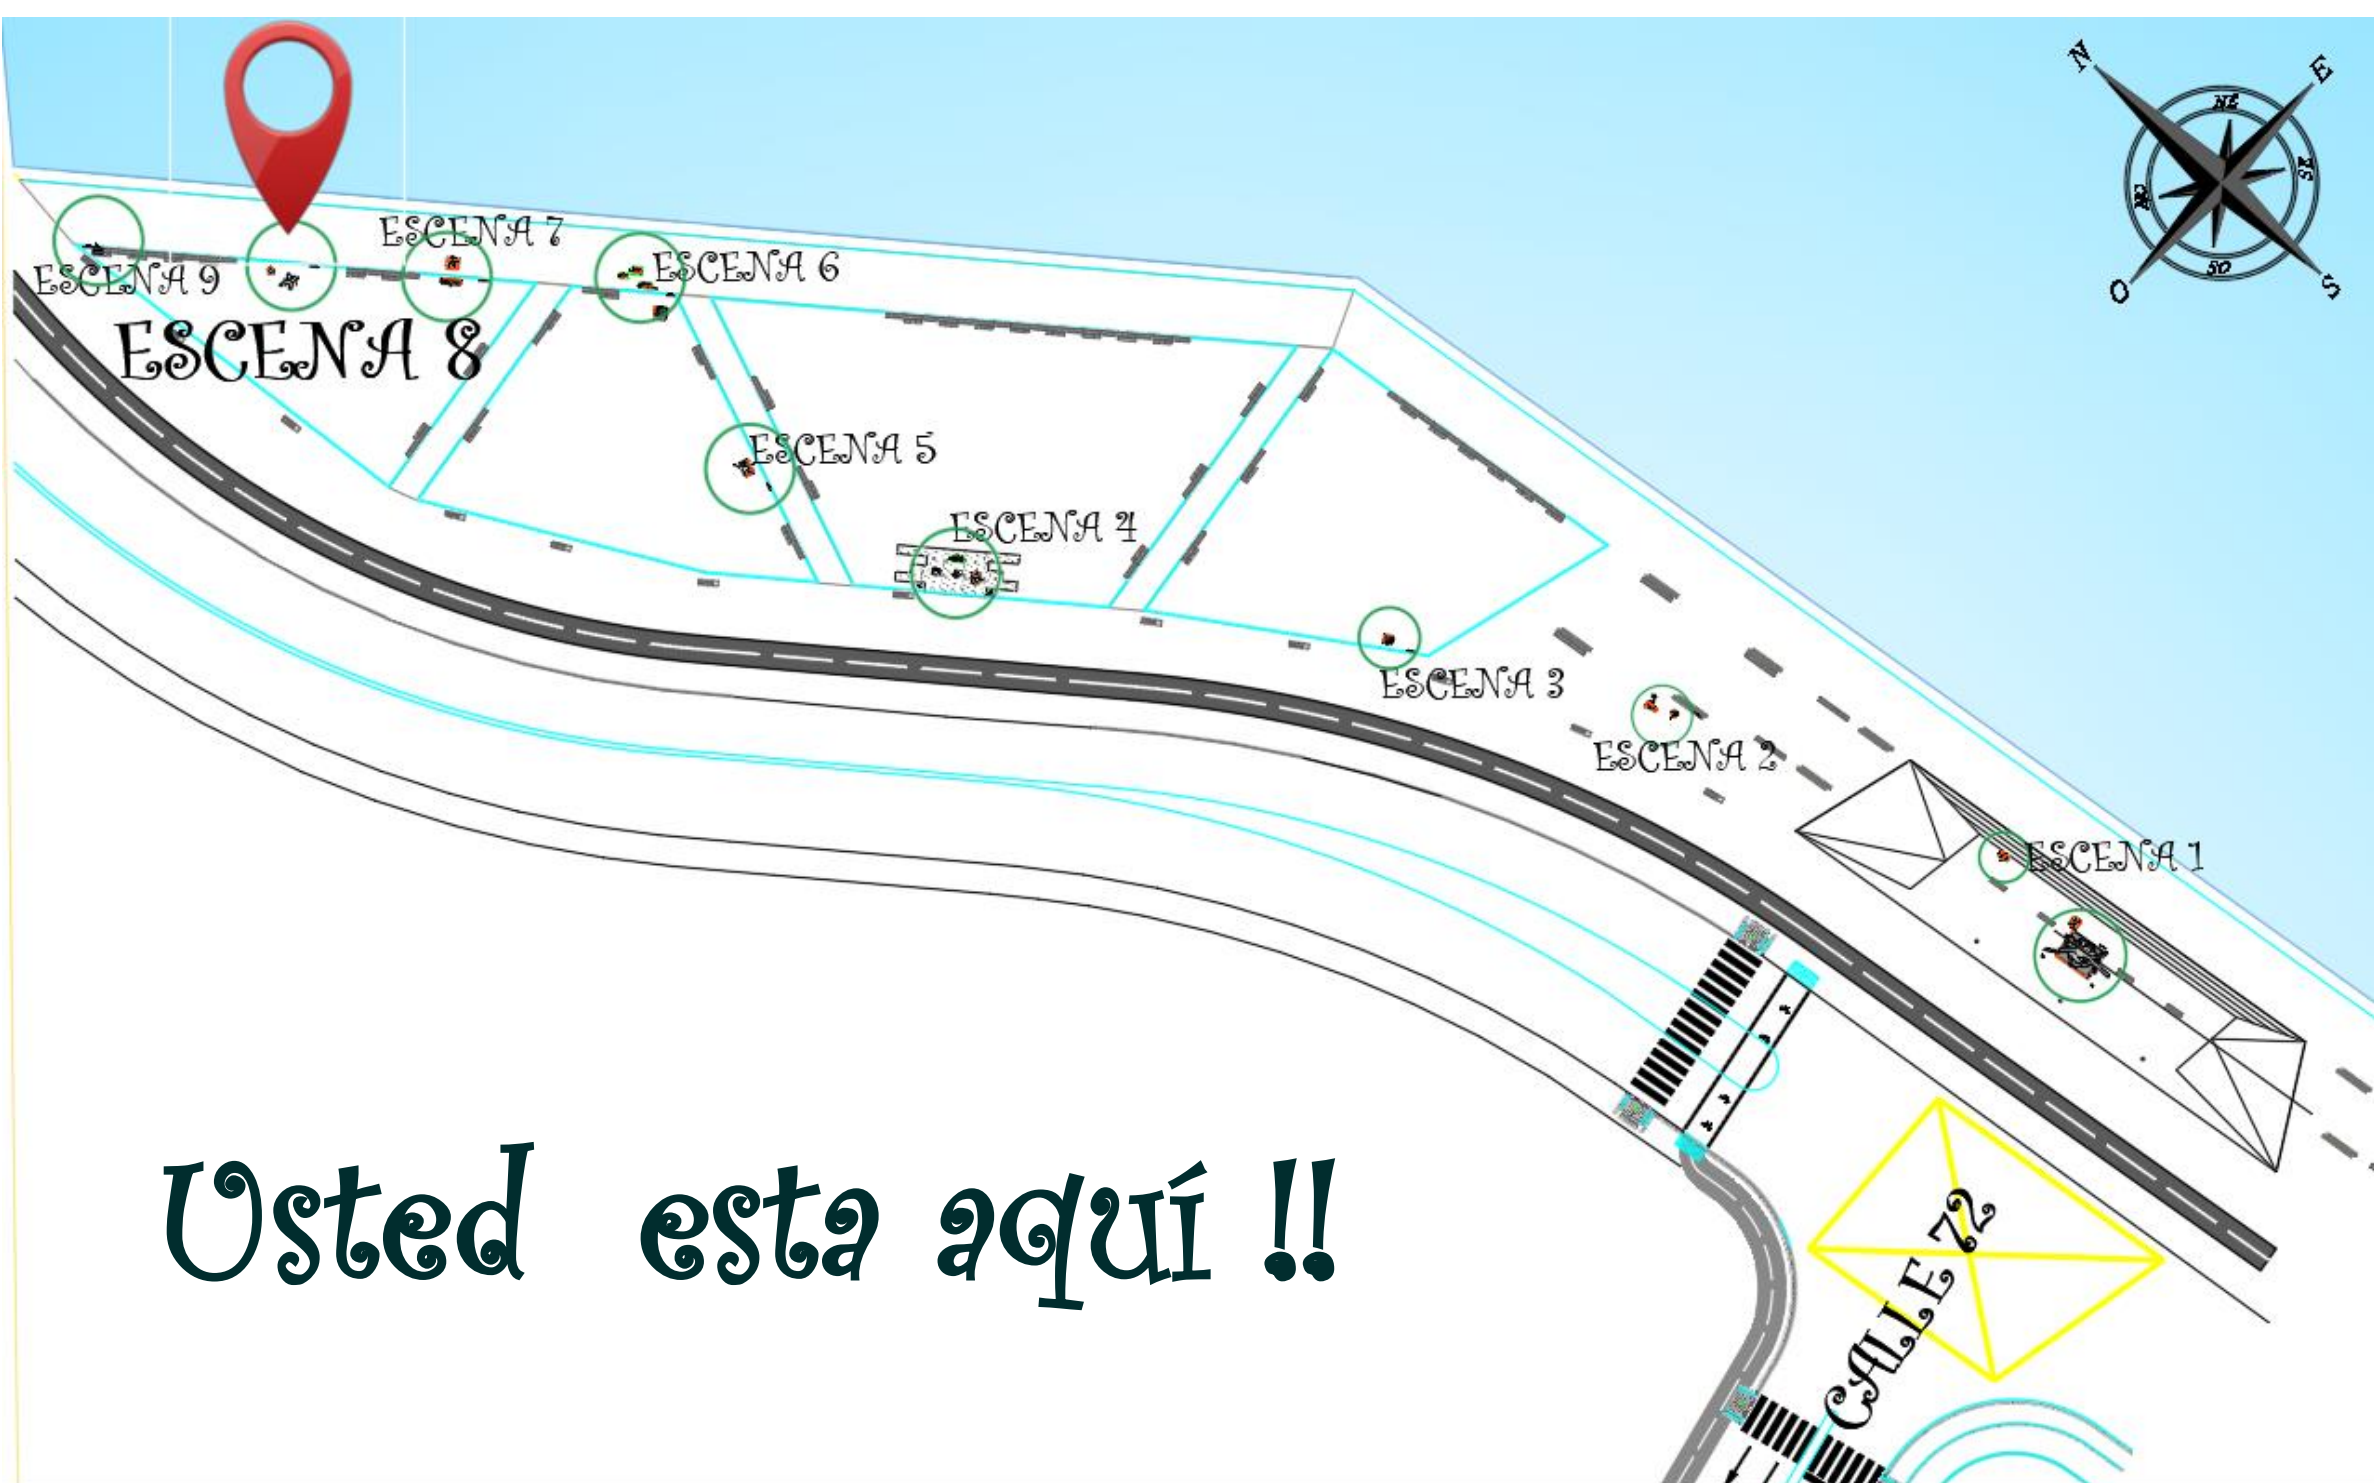 N
E
NE
SE
NO
SO
O
S
ESCENA 7
ESCENA 6
ESCENA 9
ESCENA 8
ESCENA 5
ESCENA 4
ESCENA 3
ESCENA 2
ESCENA 1
Usted esta aquí !!
CALLE 72